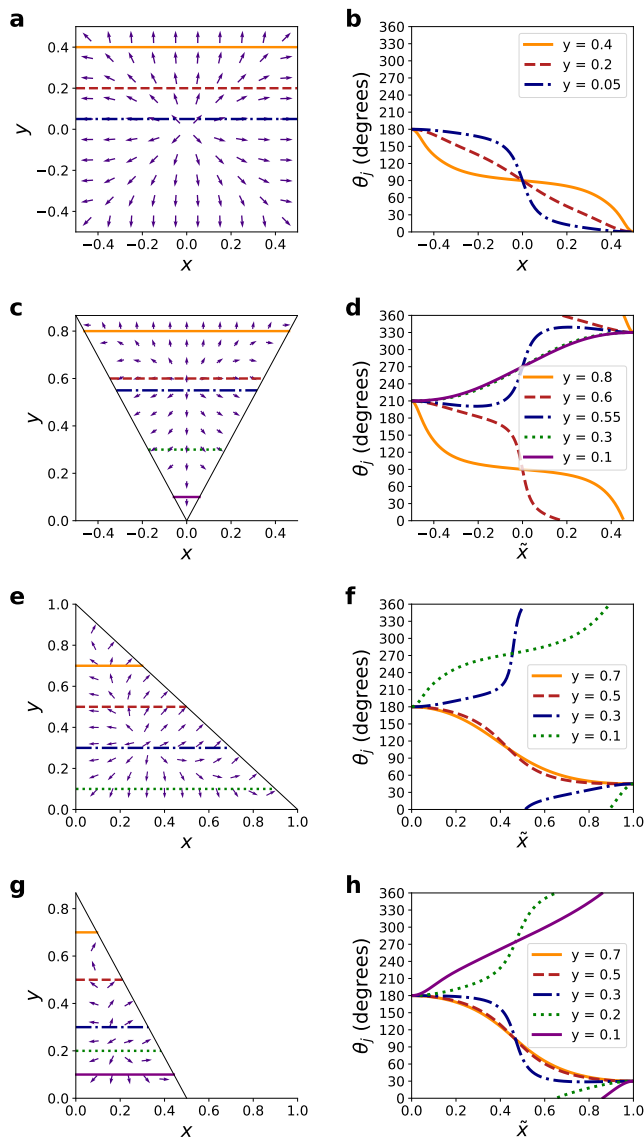 a
0.4
0.2
0.0
−0.2
−0.4
y
−0.4 −0.2 0.0 0.2 0.4
x
b
360
330
300
270
240
210
180
150
120
90
60
30
0
θj (degrees)
y = 0.4
y = 0.2
y = 0.05
−0.4 −0.2 0.0 0.2 0.4
x
c
0.8
0.6
0.4
0.2
0.0
y
−0.4 −0.2 0.0 0.2 0.4
x
d
360
330
300
270
240
210
180
150
120
90
60
30
0
θj (degrees)
y = 0.8
y = 0.6
y = 0.55
y = 0.3
y = 0.1
−0.4 −0.2 0.0 0.2 0.4
x̃
e
1.0
0.8
0.6
0.4
0.2
0.0
y
0.0 0.2 0.4 0.6 0.8 1.0
x
f
360
330
300
270
240
210
180
150
120
90
60
30
0
θj (degrees)
y = 0.7
y = 0.5
y = 0.3
y = 0.1
0.0 0.2 0.4 0.6 0.8 1.0
x̃
g
0.8
0.6
0.4
0.2
0.0
y
0.0 0.2 0.4 0.6 0.8 1.0
x
h
360
330
300
270
240
210
180
150
120
90
60
30
0
θj (degrees)
y = 0.7
y = 0.5
y = 0.3
y = 0.2
y = 0.1
0.0 0.2 0.4 0.6 0.8 1.0
x̃